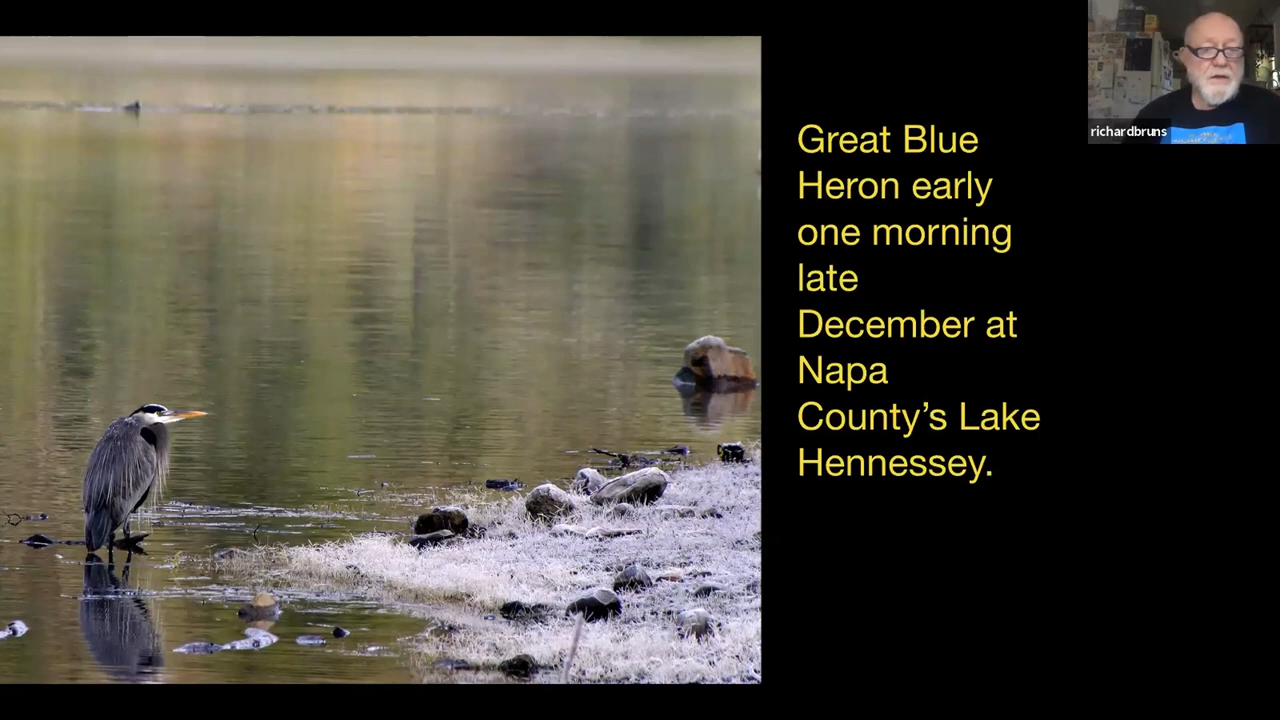 richardbruns
Great Blue
Heron early
one morning
late
December at
Napa
County’s Lake
Hennessey.